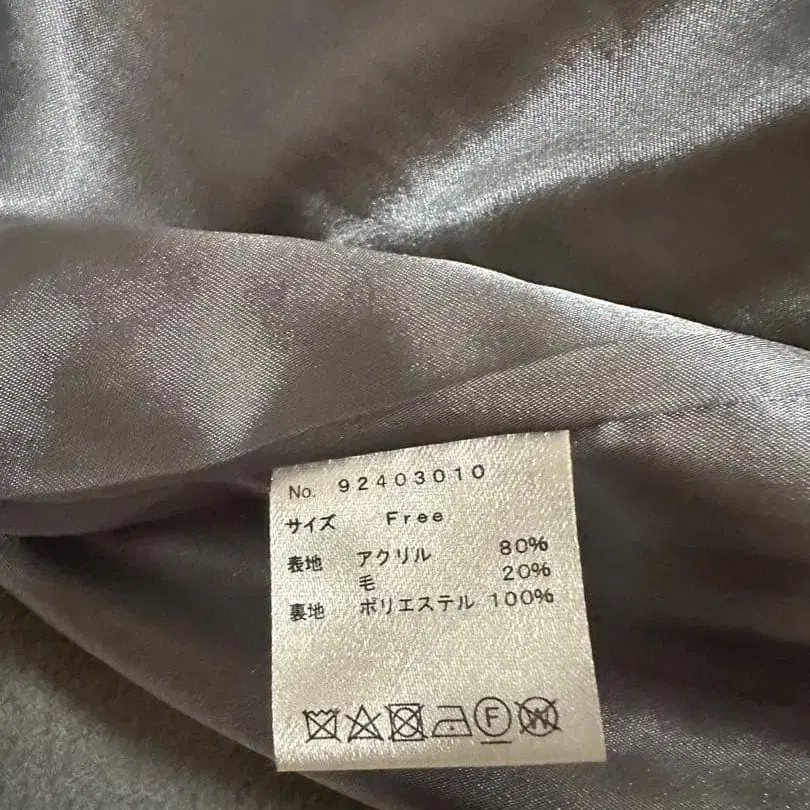 No. 92403010
サイズ Free
表地 アクリル 80%
毛 20%
裏地 ポリエステル 100%
F W